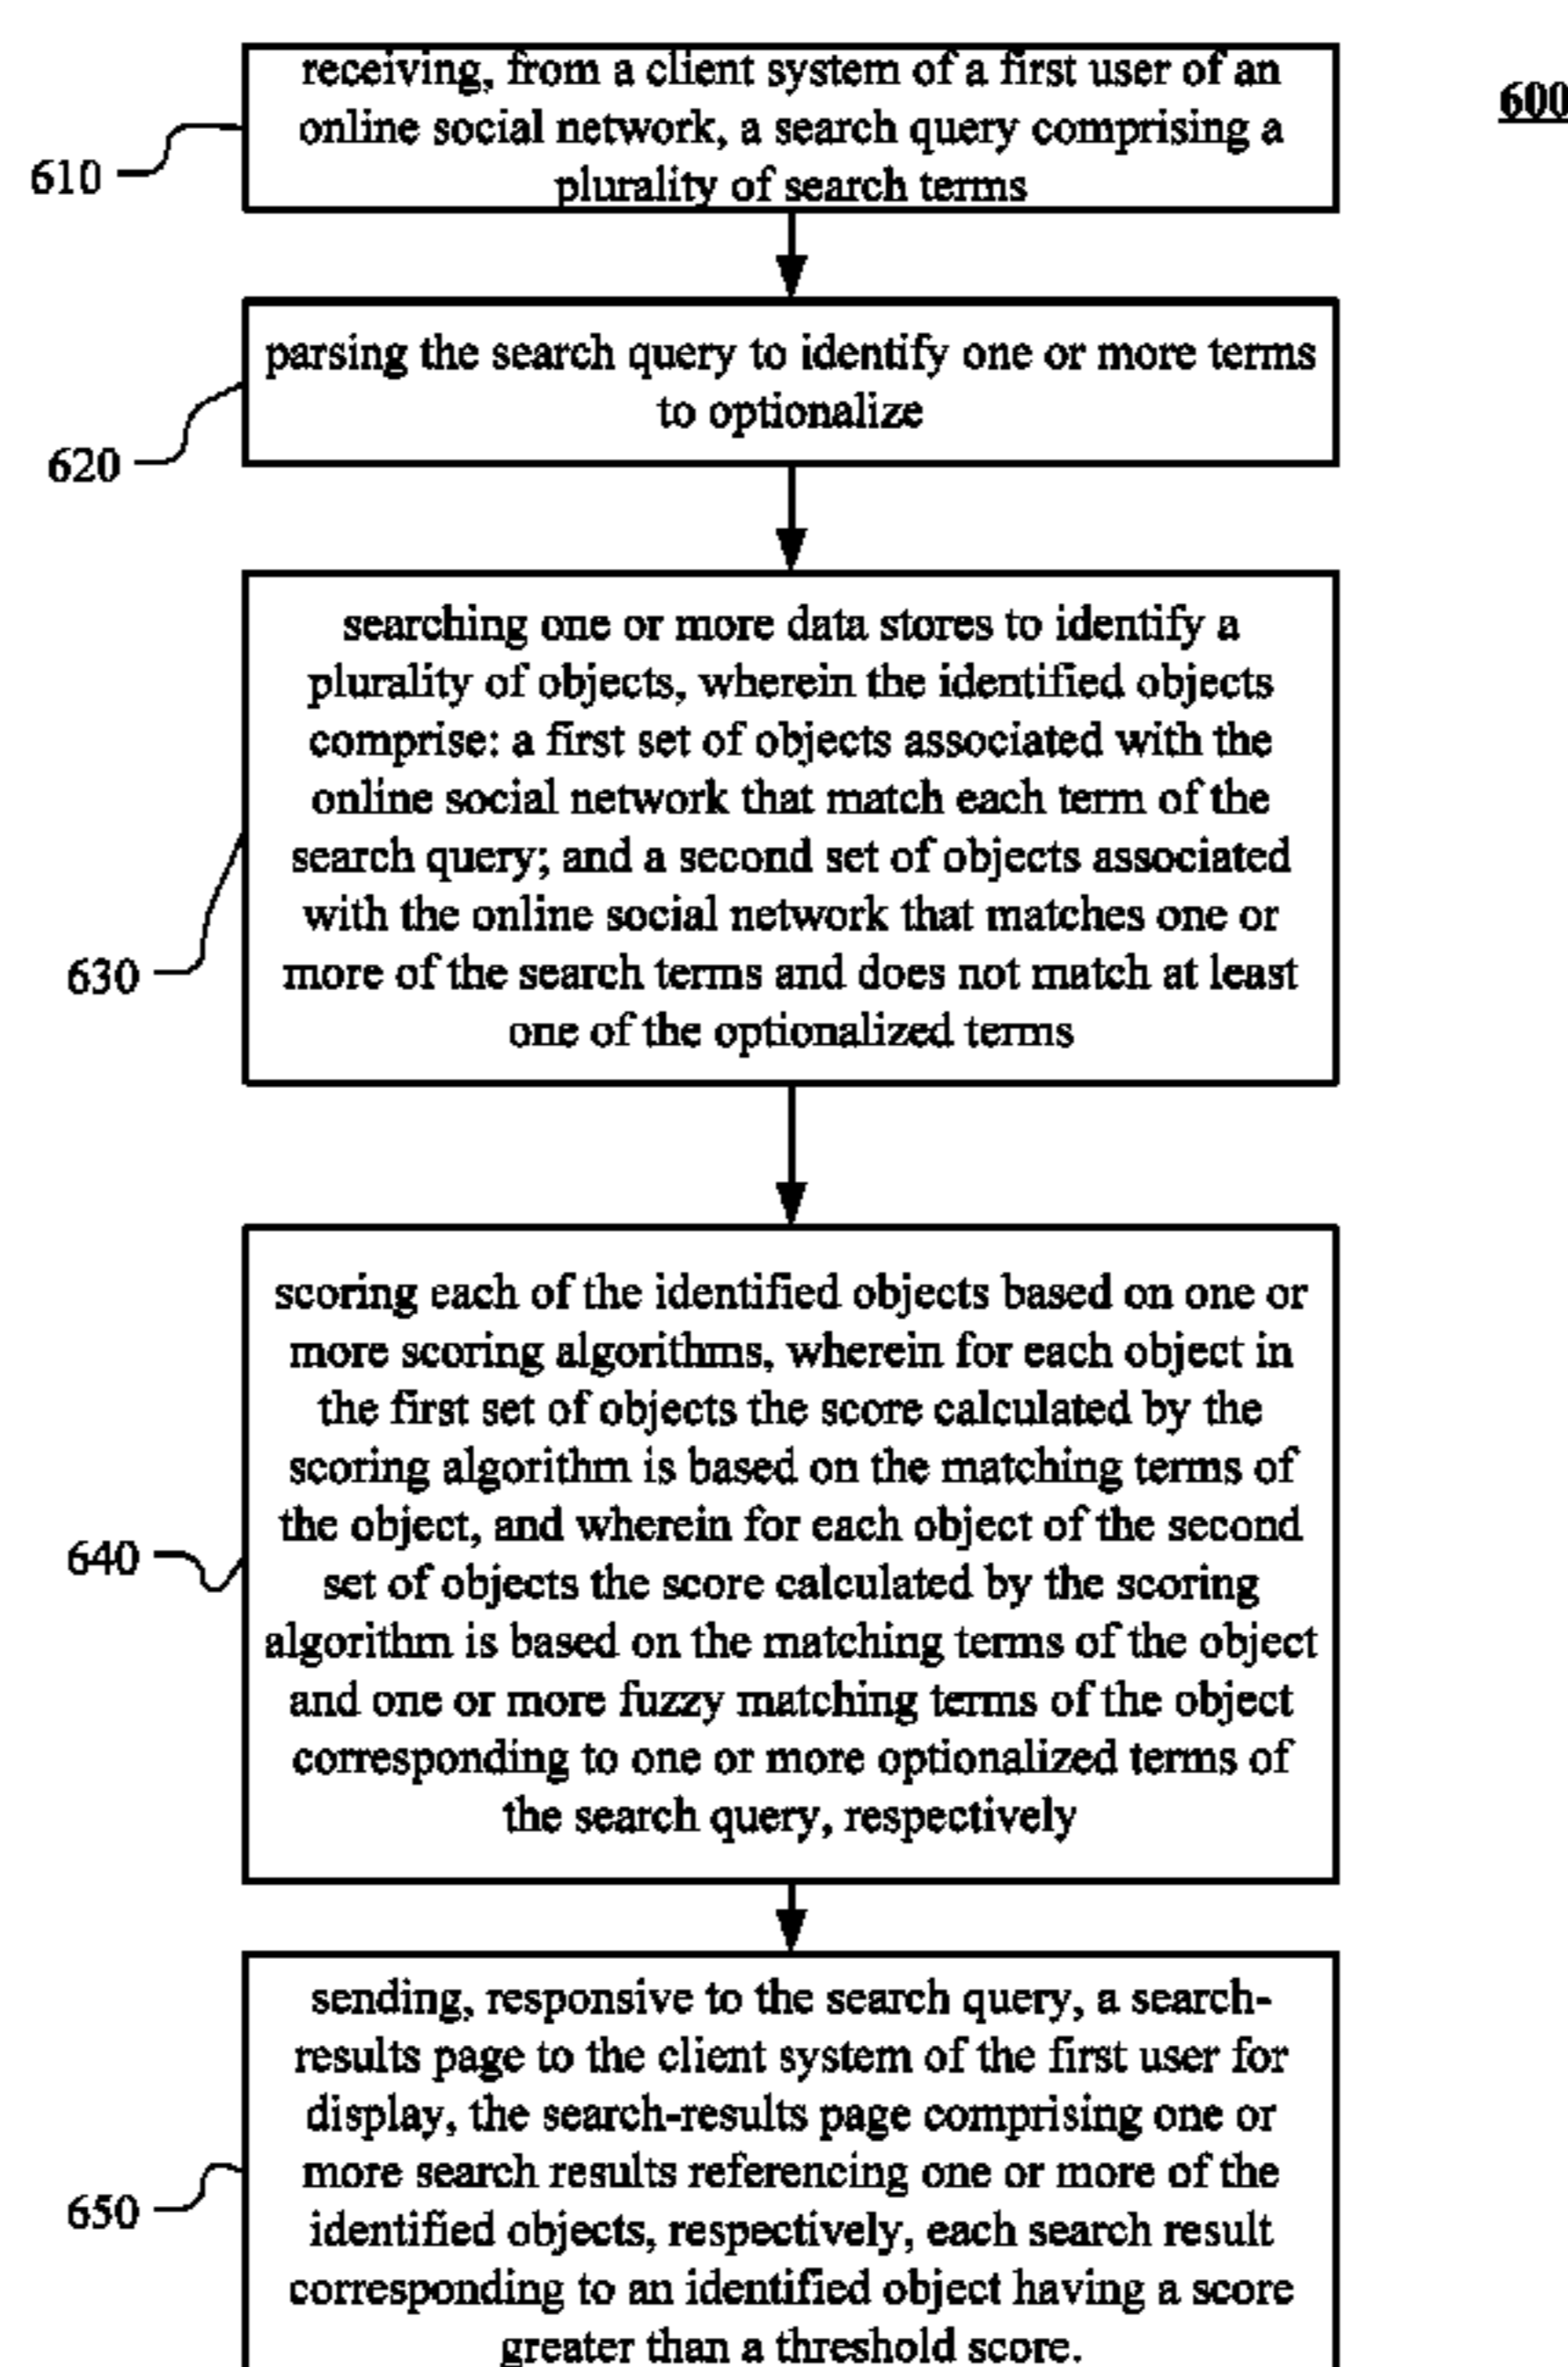 600
receiving, from a client system of a first user of an
online social network, a search query comprising a
plurality of search terms
610
parsing the search query to identify one or more terms
to optionalize
620
searching one or more data stores to identify a
plurality of objects, wherein the identified objects
comprise: a first set of objects associated with the
online social network that match each term of the
search query; and a second set of objects associated
with the online social network that matches one or
more of the search terms and does not match at least
one of the optionalized terms
630
scoring each of the identified objects based on one or
more scoring algorithms, wherein for each object in
the first set of objects the score calculated by the
scoring algorithm is based on the matching terms of
the object, and wherein for each object of the second
set of objects the score calculated by the scoring
algorithm is based on the matching terms of the object
and one or more fuzzy matching terms of the object
corresponding to one or more optionalized terms of
the search query, respectively
640
sending, responsive to the search query, a search-
results page to the client system of the first user for
display, the search-results page comprising one or
more search results referencing one or more of the
identified objects, respectively, each search result
corresponding to an identified object having a score
greater than a threshold score.
650